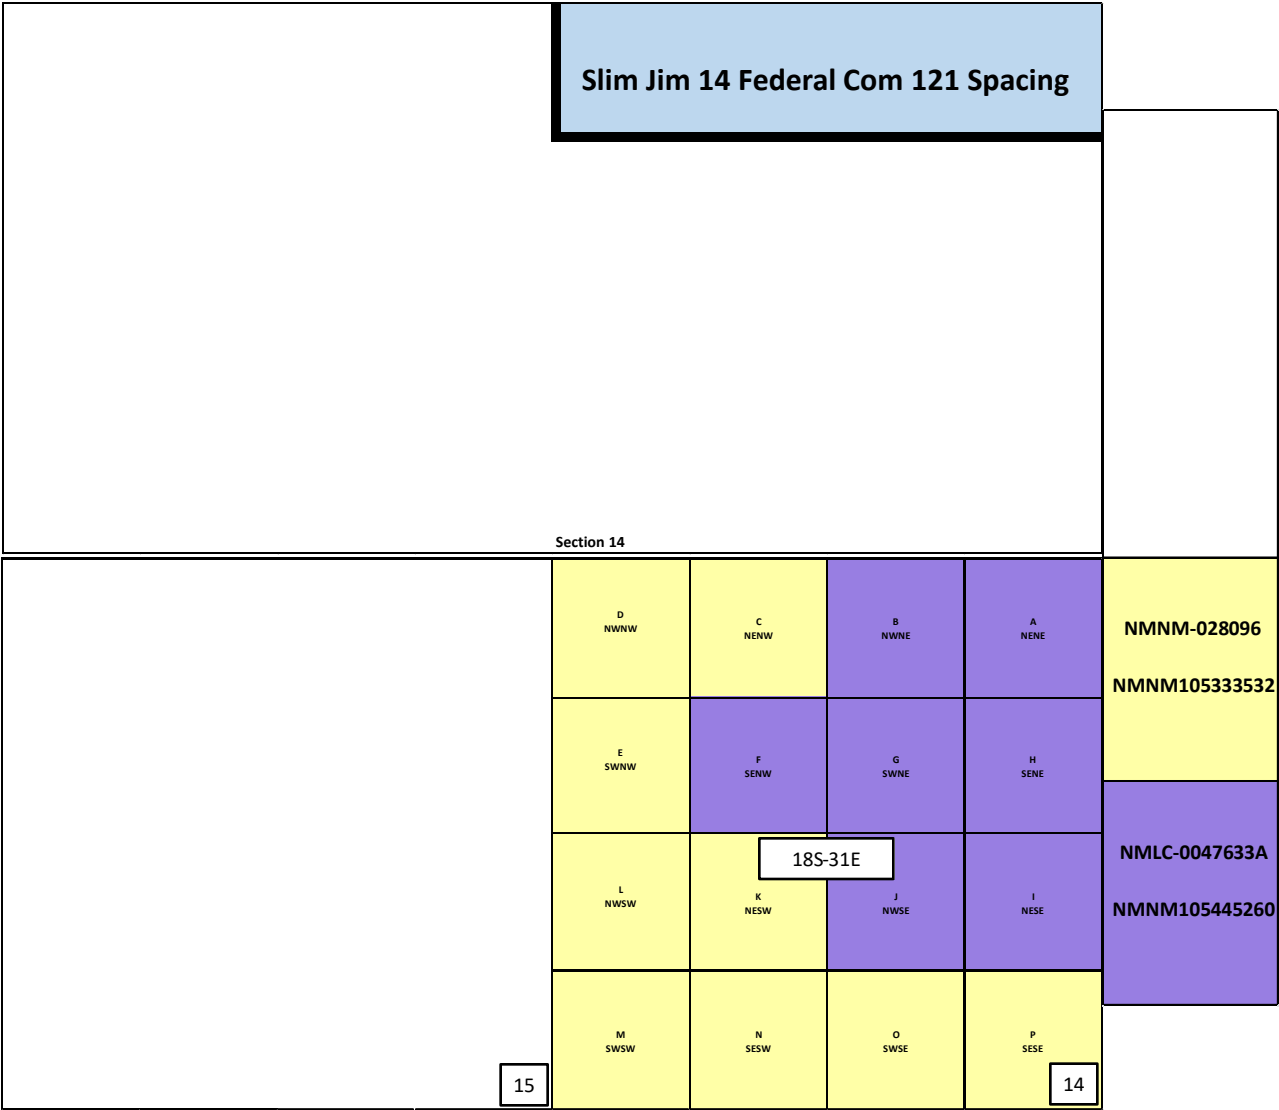 Slim Jim 14 Federal Com 121 Spacing
Section 14
D
NWNW
C
NENW
B
NWNE
A
NENE
NMNM-028096
NMNM105333532
E
SWNW
F
SENW
G
SWNE
H
SENE
18S-31E
L
NWSW
K
NESW
J
NWSE
I
NESE
NMLC-0047633A
NMNM105445260
M
SWSW
N
SESW
O
SWSE
P
SESE
15
14